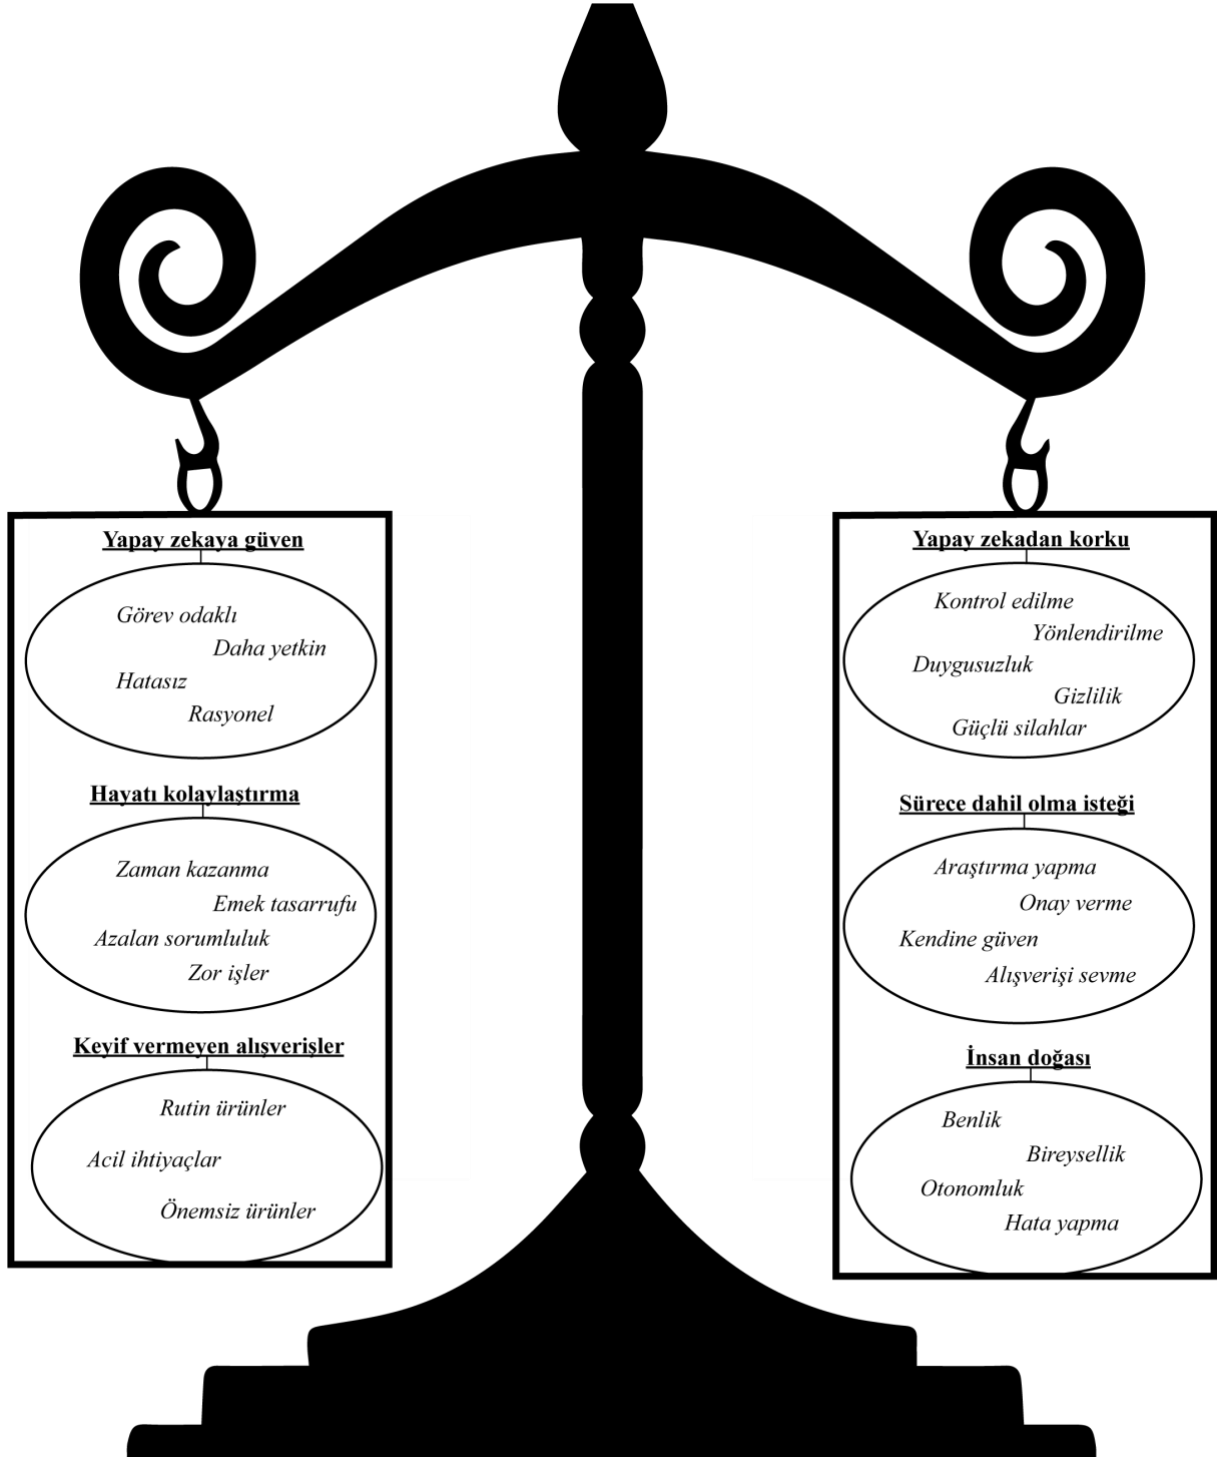 Yapay zekaya güven
Görev odaklı
Daha yetkin
Hatasız
Rasyonel
Hayatı kolaylaştırma
Zaman kazanma
Emek tasarrufu
Azalan sorumluluk
Zor işler
Keyif vermeyen alışverişler
Rutin ürünler
Acil ihtiyaçlar
Önemsiz ürünler
Yapay zekadan korku
Kontrol edilme
Yönlendirilme
Duygusuzluk
Gizlilik
Güçlü silahlar
Sürece dahil olma isteği
Araştırma yapma
Onay verme
Kendine güven
Alışverişi sevme
İnsan doğası
Benlik
Bireysellik
Otonomluk
Hata yapma